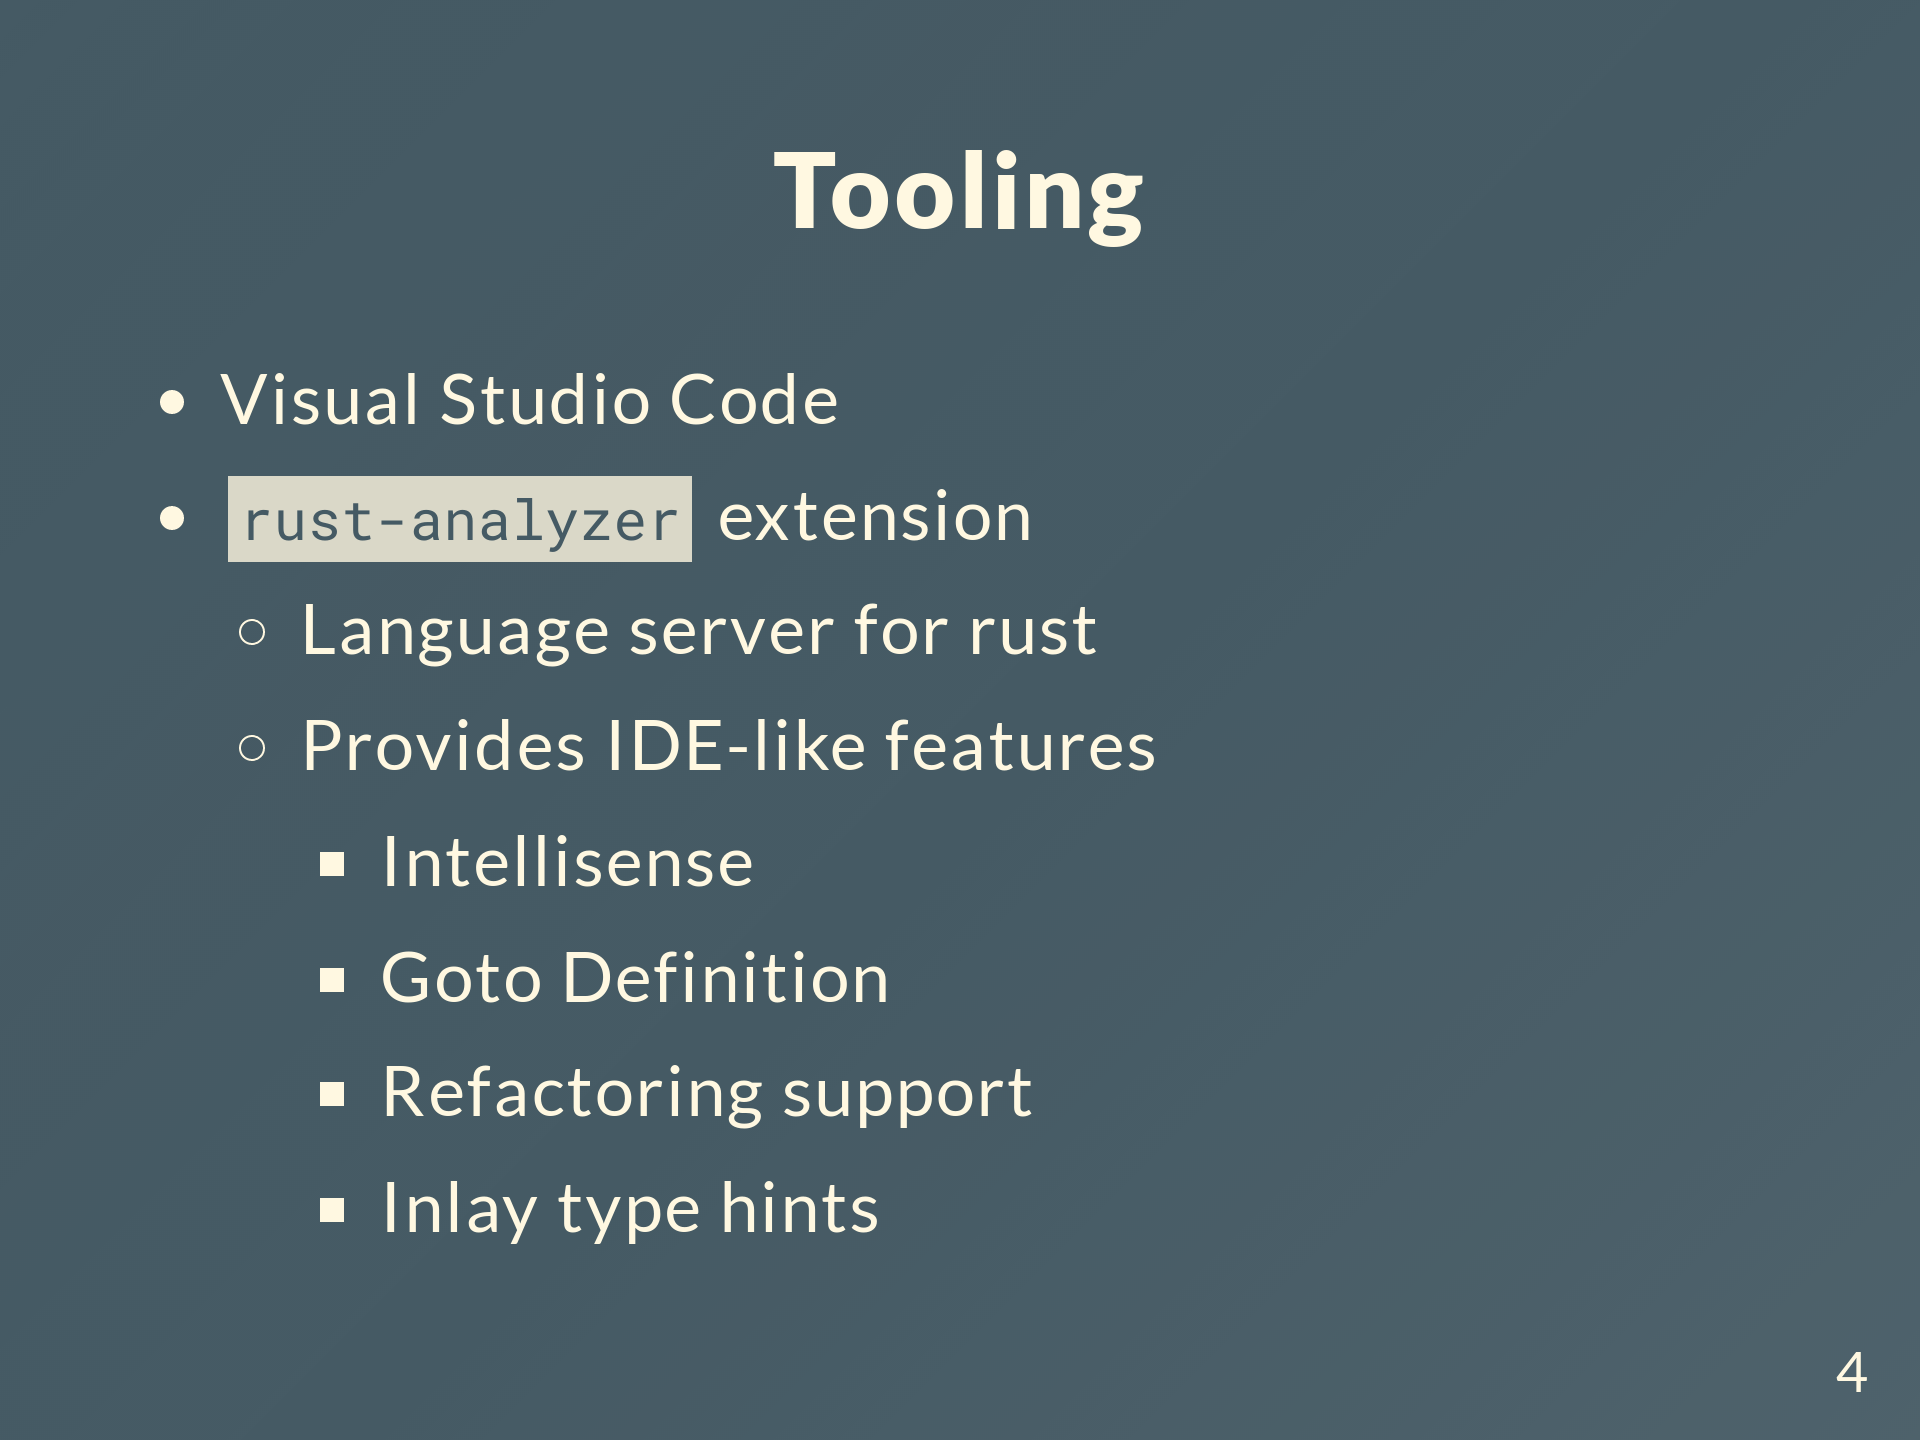 Tooling
Visual Studio Code
rust-analyzer extension
Language server for rust
Provides IDE-like features
Intellisense
Goto Definition
Refactoring support
Inlay type hints
4